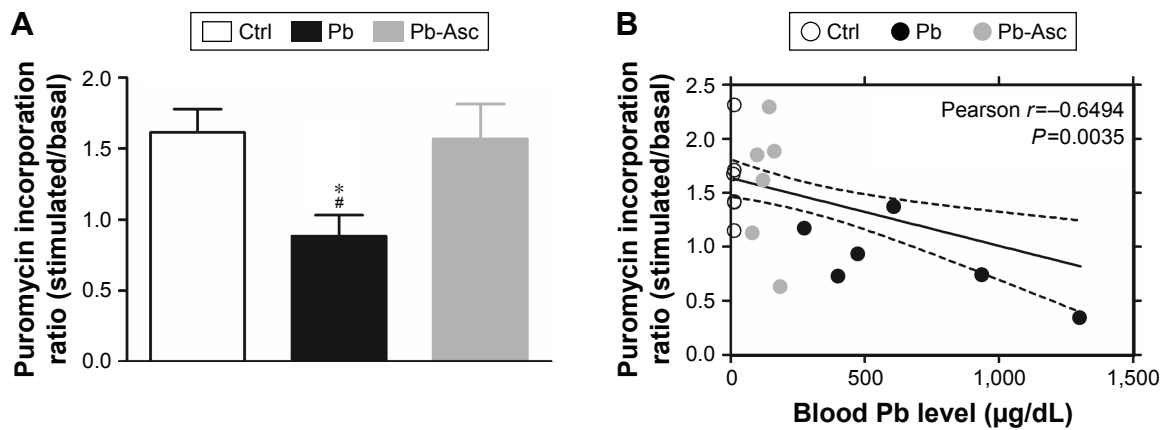 A
Ctrl Pb Pb-Asc
Puromycin incorporation
ratio (stimulated/basal)
2.0
1.5
1.0
0.5
0.0
*
#
B
Ctrl Pb Pb-Asc
Puromycin incorporation
ratio (stimulated/basal)
2.5
2.0
1.5
1.0
0.5
0.0
Pearson r=–0.6494
P=0.0035
0 500 1,000 1,500
Blood Pb level (µg/dL)